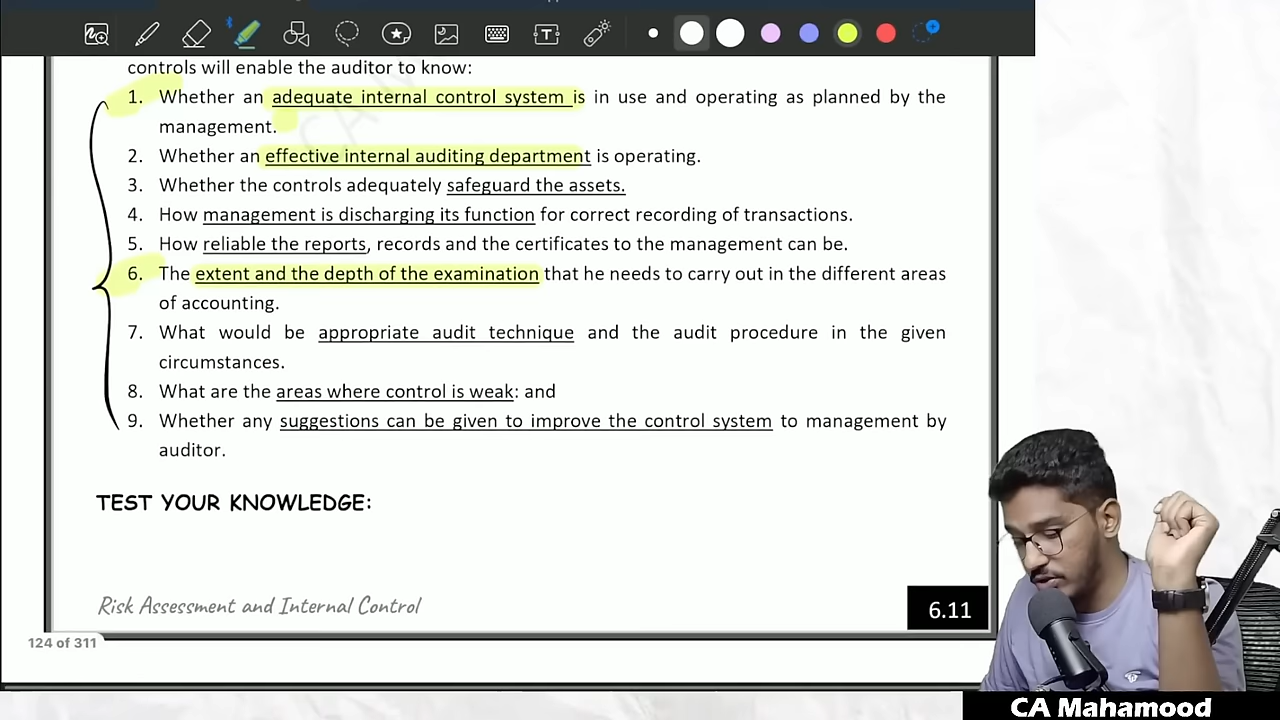 controls will enable the auditor to know:
1. Whether an adequate internal control system is in use and operating as planned by the
management.
2. Whether an effective internal auditing department is operating.
3. Whether the controls adequately safeguard the assets.
4. How management is discharging its function for correct recording of transactions.
5. How reliable the reports, records and the certificates to the management can be.
6. The extent and the depth of the examination that he needs to carry out in the different areas
of accounting.
7. What would be appropriate audit technique and the audit procedure in the given
circumstances.
8. What are the areas where control is weak: and
9. Whether any suggestions can be given to improve the control system to management by
auditor.
TEST YOUR KNOWLEDGE:
Risk Assessment and Internal Control
6.11
124 of 311
CA Mahamood